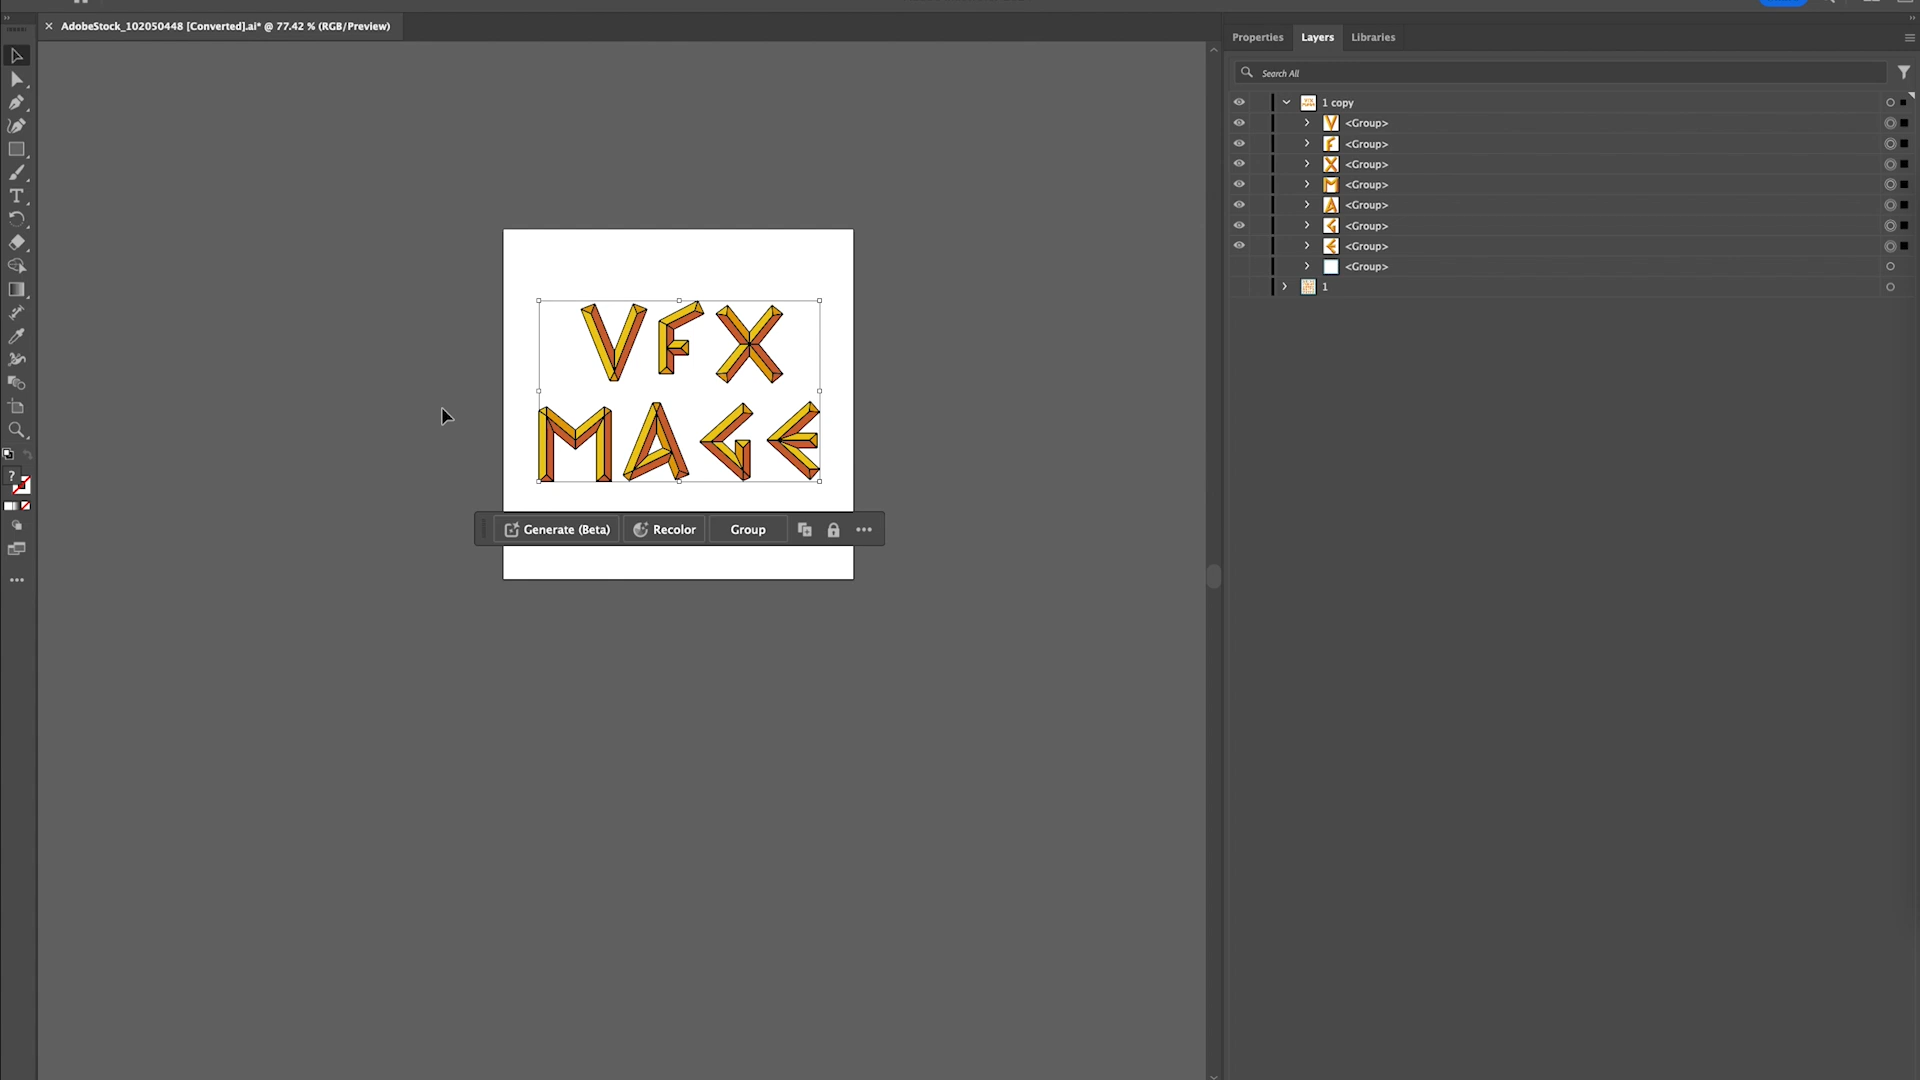 AdobeStock_102050448 [Converted].ai* @ 77.42 % (RGB/Preview)
Properties
Layers
Libraries
Search All
1 copy
<Group>
<Group>
<Group>
<Group>
<Group>
<Group>
<Group>
<Group>
1
VFX
MAGE
Generate (Beta)
Recolor
Group